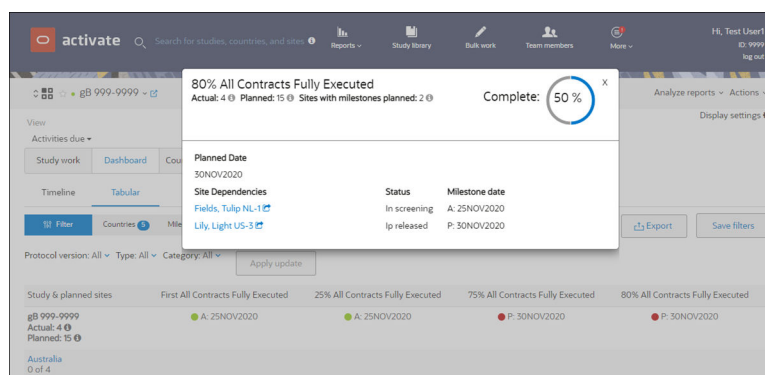 activate
Search for studies, countries, and sites
Reports
Study library
Bulk work
Team members
More
Hi, Test User1
ID: 9999
log out
gB 999-9999
Analyze reports
Actions
View
Display settings
Activities due
Study work
Dashboard
Cou
Timeline
Tabular
Filter
Countries 5
Mile
Export
Save filters
80% All Contracts Fully Executed
Actual: 4 Planned: 15 Sites with milestones planned: 2
Complete: 50 %
X
Planned Date
30NOV2020
Site Dependencies Status Milestone date
Fields, Tulip NL-1 In screening A: 25NOV2020
Lily, Light US-3 Ip released P: 30NOV2020
Protocol version: All Type: All Category: All
Apply update
Study & planned sites First All Contracts Fully Executed 25% All Contracts Fully Executed 75% All Contracts Fully Executed 80% All Contracts Fully Executed
gB 999-9999 A: 25NOV2020 A: 25NOV2020 P: 30NOV2020 P: 30NOV2020
Actual: 4
Planned: 15
Australia
0 of 4